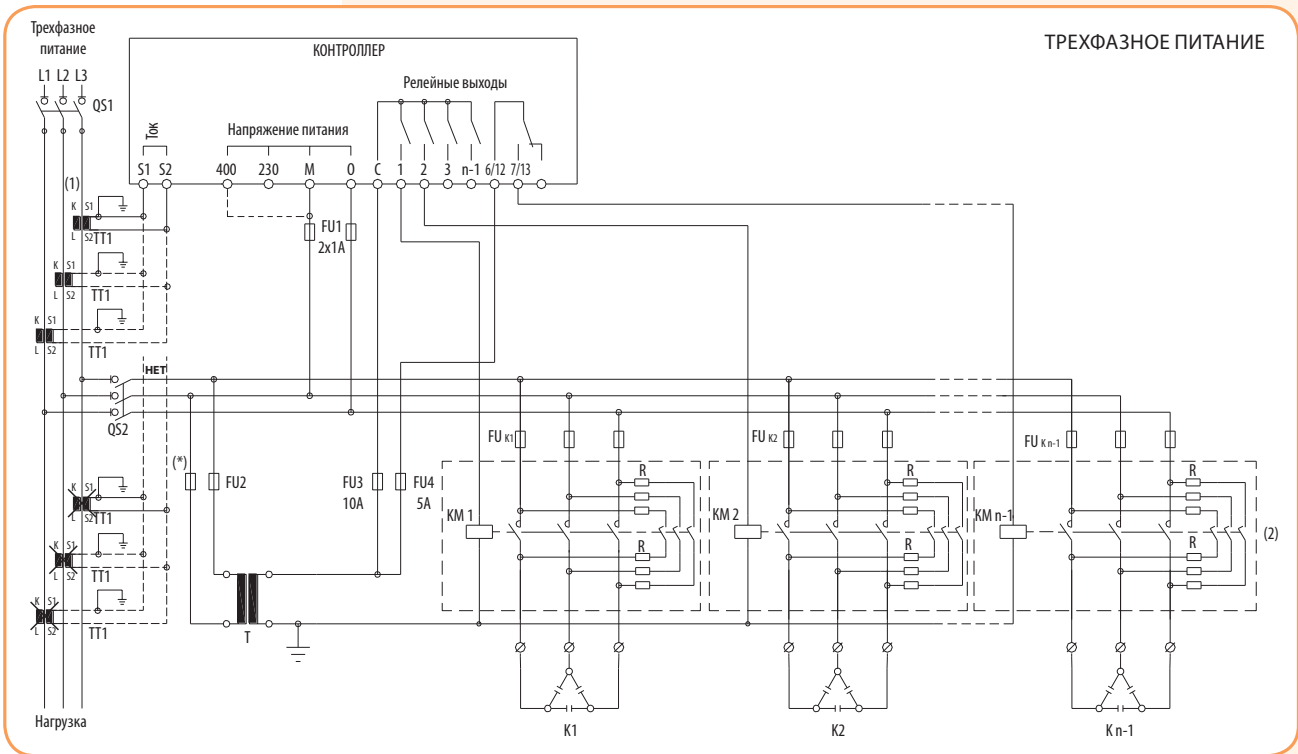 Трехфазное
питание
L1 L2 L3
QS1
КОНТРОЛЛЕР
ТРЕХФАЗНОЕ ПИТАНИЕ
Релейные выходы
Ток
Напряжение питания
S1 S2 400 230 M 0 C 1 2 3 n-1 6/12 7/13
(1)
K S1
L S2 TT1
K S1
L S2 TT1
K S1
L S2 TT1
FU1
2x1A
НЕТ
QS2
(*)
FU2
FU3
10A
FU4
5A
FU K1
FU K2
FU K n-1
K S1
L S2 TT1
K S1
L S2 TT1
K S1
L S2 TT1
KM 1
R
R
KM 2
R
R
KM n-1
R
R
(2)
T
Нагрузка
K1
K2
K n-1